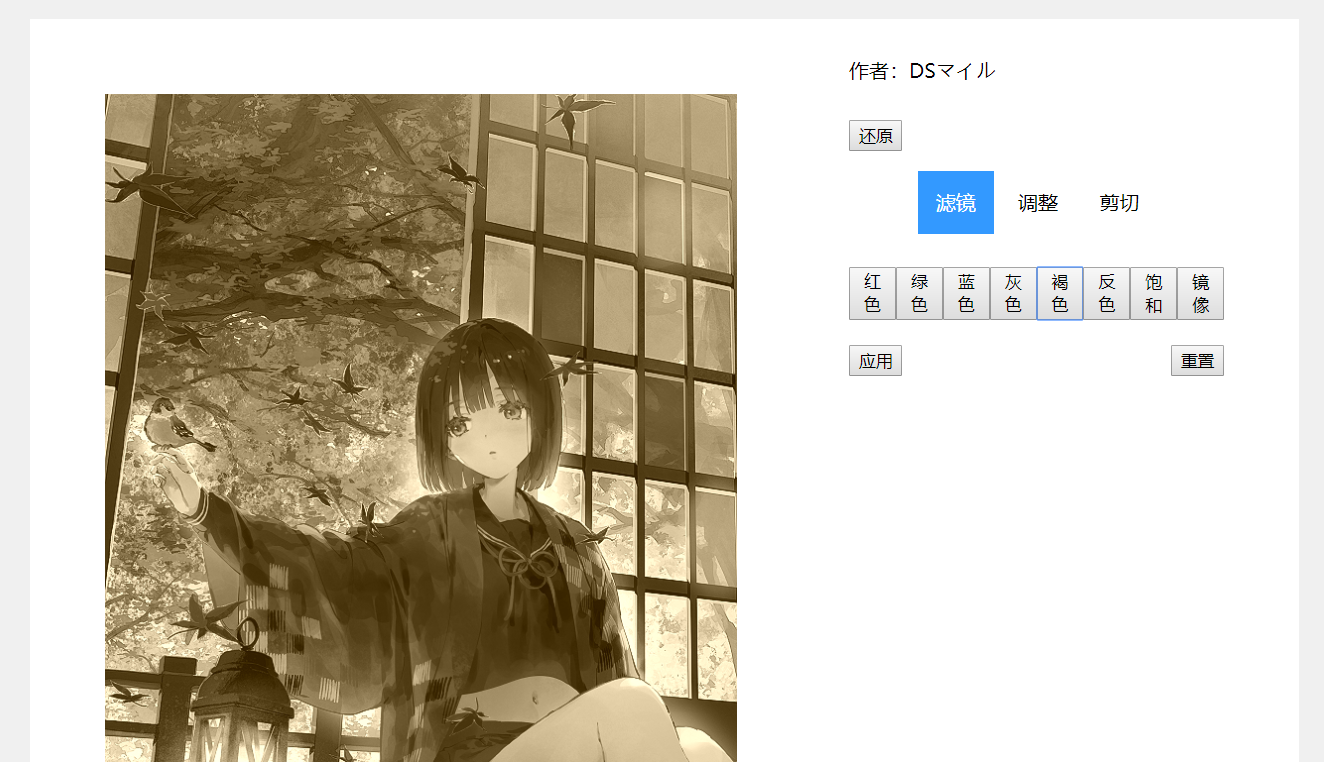 作者：DSマイル
还原
滤镜 调整 剪切
红色 绿色 蓝色 灰色 褐色 反色 饱和 镜像
应用 重置